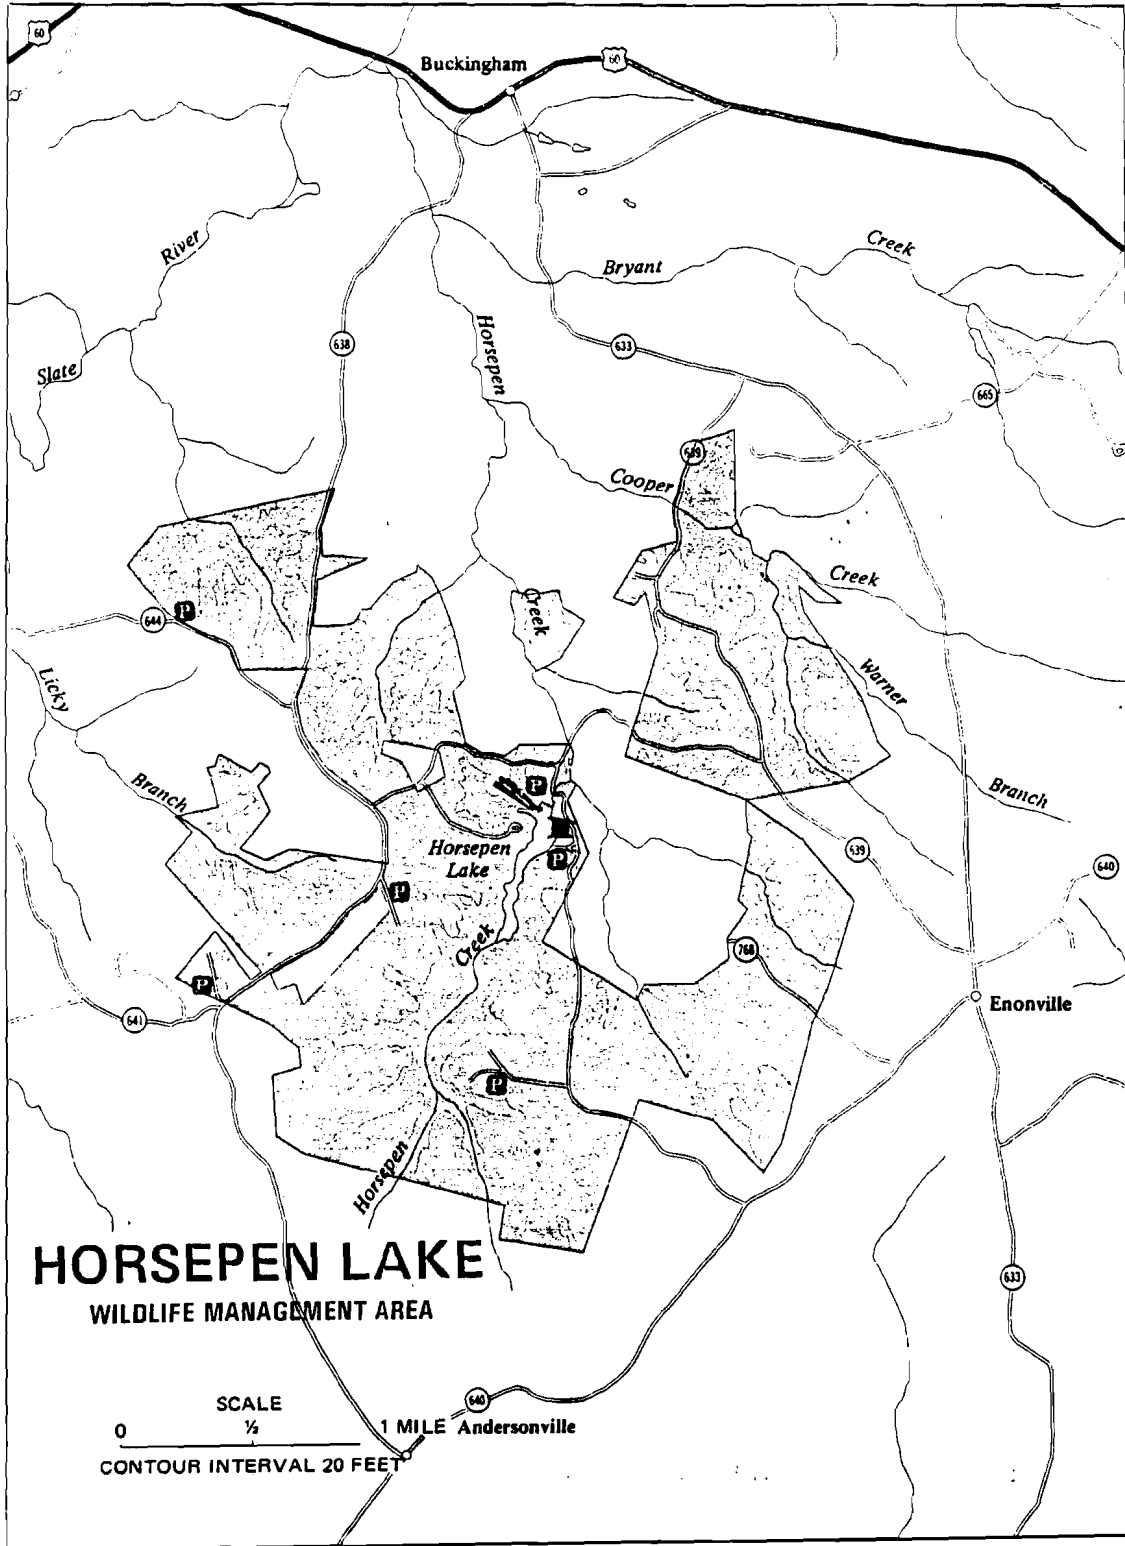 60
Buckingham
60
River
Creek
Bryant
Horsepen
638
633
Slate
665
689
Cooper
Creek
P
644
Creek
Licky
Warner
Branch
Branch
P
Horsepen
Lake
P
639
640
P
Creek
768
P
641
Enonville
P
Horsepen
HORSEPEN LAKE
WILDLIFE MANAGEMENT AREA
633
SCALE
0 ½ 1 MILE
CONTOUR INTERVAL 20 FEET
640
Andersonville